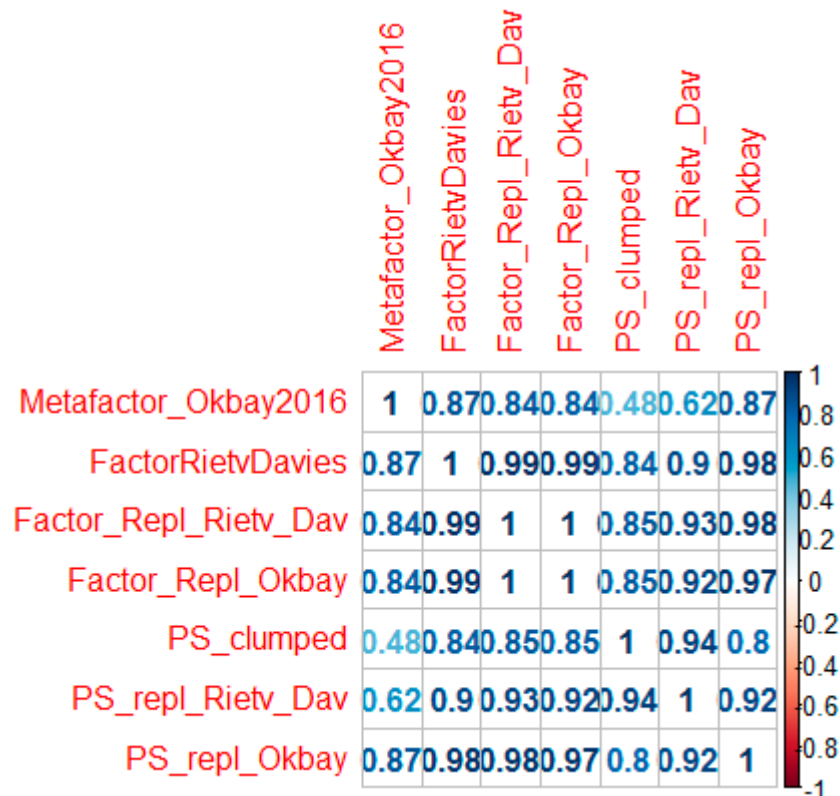 Metafactor_Okbay2016
FactorRietvDavies
Factor_Repl_Rietv_Dav
Factor_Repl_Okbay
PS_clumped
PS_repl_Rietv_Dav
PS_repl_Okbay
Metafactor_Okbay2016 1 0.87 0.84 0.84 0.48 0.62 0.87
FactorRietvDavies 0.87 1 0.99 0.99 0.84 0.9 0.98
Factor_Repl_Rietv_Dav 0.84 0.99 1 1 0.85 0.93 0.98
Factor_Repl_Okbay 0.84 0.99 1 1 0.85 0.92 0.97
PS_clumped 0.48 0.84 0.85 0.85 1 0.94 0.8
PS_repl_Rietv_Dav 0.62 0.9 0.93 0.92 0.94 1 0.92
PS_repl_Okbay 0.87 0.98 0.98 0.97 0.8 0.92 1
1
0.8
0.6
0.4
0.2
0
-0.2
-0.4
-0.6
-0.8
-1